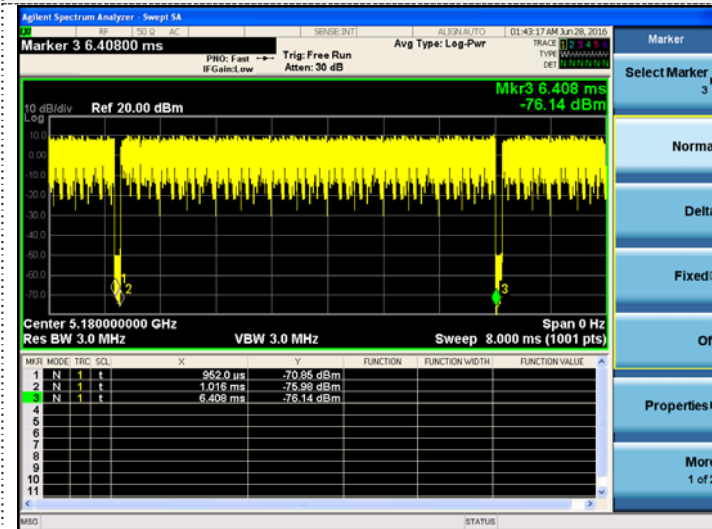 Agilent Spectrum Analyzer - Swept SA
RF 50 Ω AC SENSE:INT ALIGN AUTO 01:43:17 AM Jun 28, 2016
Marker 3 6.40800 ms
Avg Type: Log-Pwr
TRACE 1 2 3 4 5 6
TYPE
DET N N N N N N
PNO: Fast
IFGain:Low
Trig: Free Run
Atten: 30 dB
Mkr3 6.408 ms
-76.14 dBm
10 dB/div Ref 20.00 dBm
Log
10.0
0.00
-10.0
-20.0
-30.0
-40.0
-50.0
-60.0
-70.0
1
2
3
Center 5.180000000 GHz Span 0 Hz
Res BW 3.0 MHz VBW 3.0 MHz Sweep 8.000 ms (1001 pts)
MKR MODE TRC SCL X Y FUNCTION FUNCTION WIDTH FUNCTION VALUE
1 N 1 t 952.0 µs -70.85 dBm
2 N 1 t 1.016 ms -75.98 dBm
3 N 1 t 6.408 ms -76.14 dBm
4
5
6
7
8
9
10
11
MSG STATUS
Marker
Select Marker
3
Norma
Delta
Fixed
Of
Properties
More
1 of 2